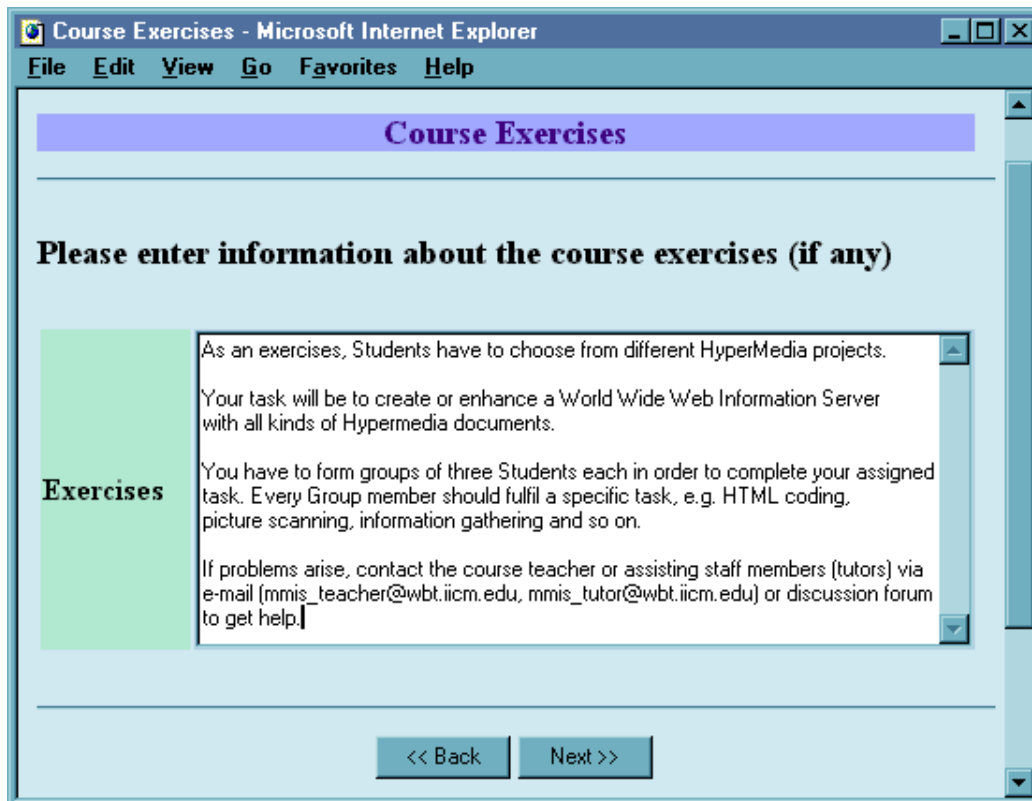 Course Exercises - Microsoft Internet Explorer
File Edit View Go Favorites Help
Course Exercises
Please enter information about the course exercises (if any)
Exercises
As an exercises, Students have to choose from different HyperMedia projects.
Your task will be to create or enhance a World Wide Web Information Server
with all kinds of Hypermedia documents.
You have to form groups of three Students each in order to complete your assigned
task. Every Group member should fulfil a specific task, e.g. HTML coding,
picture scanning, information gathering and so on.
If problems arise, contact the course teacher or assisting staff members (tutors) via
e-mail (mmis_teacher@wbt.iicm.edu, mmis_tutor@wbt.iicm.edu) or discussion forum
to get help.
<< Back Next >>